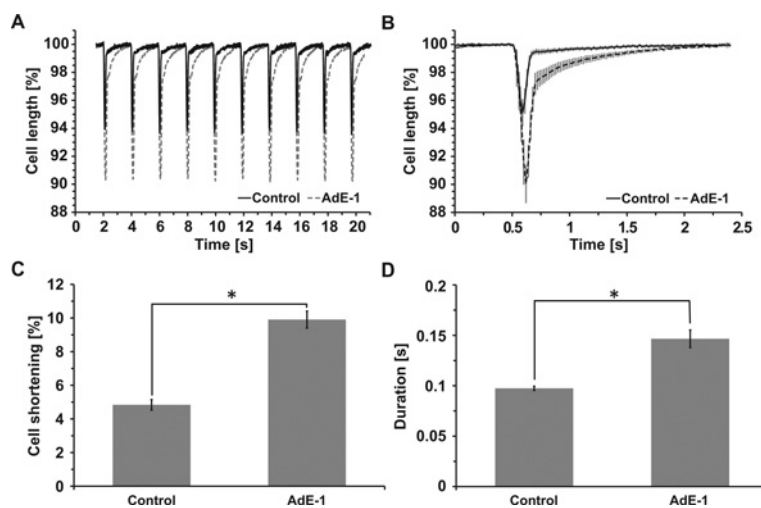 A
Cell length [%]
100
98
96
94
92
90
88
Control AdE-1
0 2 4 6 8 10 12 14 16 18 20
Time [s]
B
Cell length [%]
100
98
96
94
92
90
88
Control AdE-1
0 0.5 1 1.5 2 2.5
Time [s]
C
Cell shortening [%]
12
10
8
6
4
2
0
*
Control AdE-1
D
Duration [s]
0.2
0.15
0.1
0.05
0
*
Control AdE-1